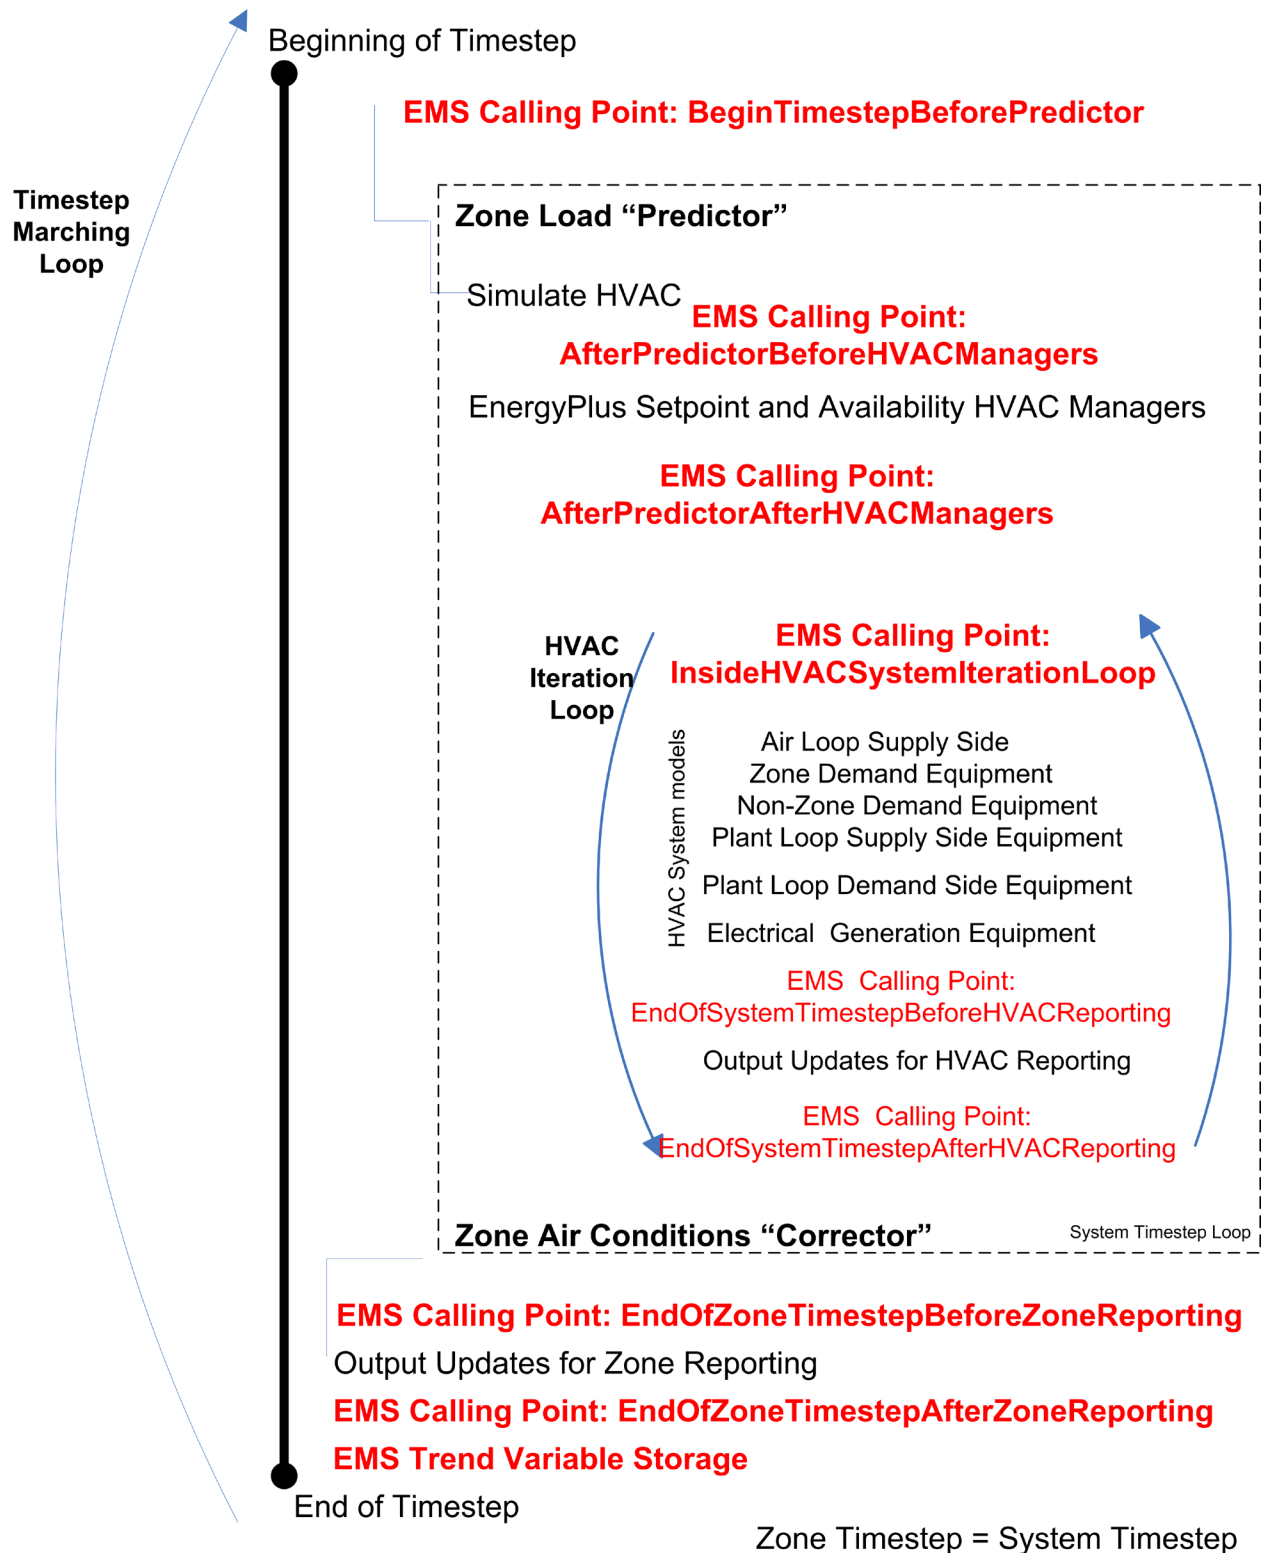 Beginning of Timestep
EMS Calling Point: BeginTimestepBeforePredictor
Timestep
Marching
Loop
Zone Load “Predictor”
Simulate HVAC
EMS Calling Point:
AfterPredictorBeforeHVACManagers
EnergyPlus Setpoint and Availability HVAC Managers
EMS Calling Point:
AfterPredictorAfterHVACManagers
HVAC
Iteration
Loop
EMS Calling Point:
InsideHVACSystemIterationLoop
HVAC System models
Air Loop Supply Side
Zone Demand Equipment
Non-Zone Demand Equipment
Plant Loop Supply Side Equipment
Plant Loop Demand Side Equipment
Electrical  Generation Equipment
EMS  Calling Point:
EndOfSystemTimestepBeforeHVACReporting
Output Updates for HVAC Reporting
EMS  Calling Point:
EndOfSystemTimestepAfterHVACReporting
Zone Air Conditions “Corrector”
System Timestep Loop
EMS Calling Point: EndOfZoneTimestepBeforeZoneReporting
Output Updates for Zone Reporting
EMS Calling Point: EndOfZoneTimestepAfterZoneReporting
EMS Trend Variable Storage
End of Timestep
Zone Timestep = System Timestep